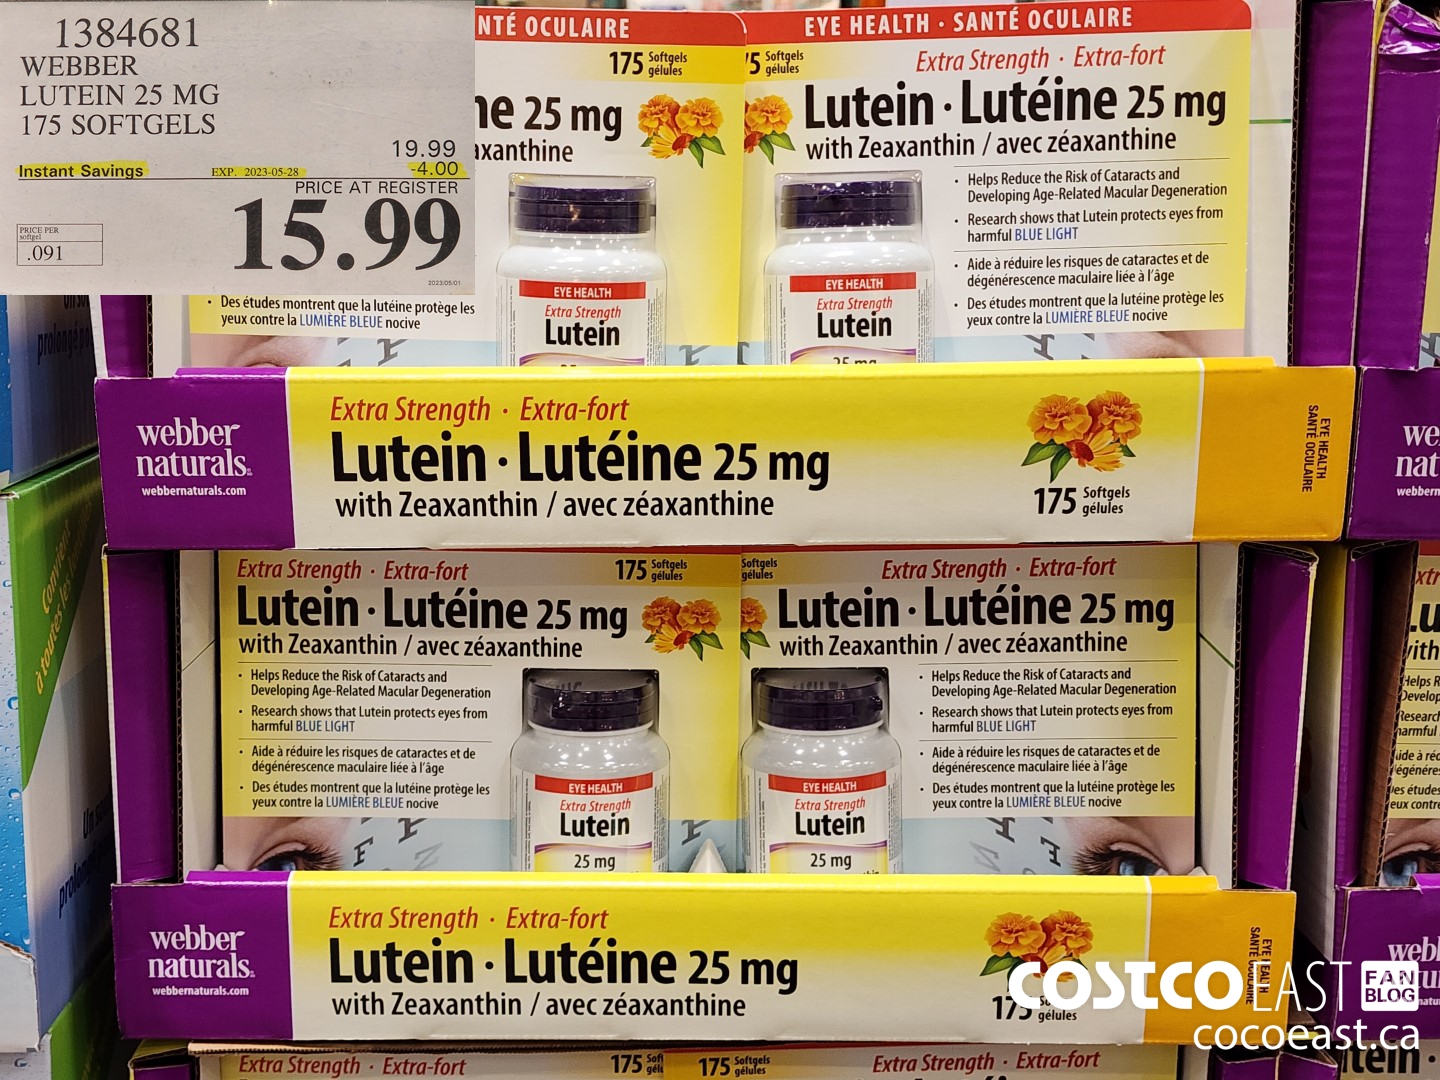 1384681
WEBBER
LUTEIN 25 MG
175 SOFTGELS
19.99
Instant Savings EXP. 2023-05-28 -4.00
PRICE AT REGISTER
15.99
PRICE PER
softgel
.091
2023/05/01
NTÉ OCULAIRE
175 Softgels
gélules
ne 25 mg
axanthine
EYE HEALTH
Extra Strength
Lutein
Des études montrent que la lutéine protège les
yeux contre la LUMIÈRE BLEUE nocive
EYE HEALTH · SANTÉ OCULAIRE
75 Softgels
gélules
Extra Strength · Extra-fort
Lutein · Lutéine 25 mg
with Zeaxanthin / avec zéaxanthine
• Helps Reduce the Risk of Cataracts and
Developing Age-Related Macular Degeneration
• Research shows that Lutein protects eyes from
harmful BLUE LIGHT
• Aide à réduire les risques de cataractes et de
dégénérescence maculaire liée à l'âge
• Des études montrent que la lutéine protège les
yeux contre la LUMIÈRE BLEUE nocive
EYE HEALTH
Extra Strength
Lutein
25 mg
webber
naturals
webbernaturals.com
Extra Strength · Extra-fort
Lutein · Lutéine 25 mg
with Zeaxanthin / avec zéaxanthine
175 Softgels
gélules
EYE HEALTH
SANTÉ OCULAIRE
Extra Strength · Extra-fort
175 Softgels
gélules
Lutein · Lutéine 25 mg
with Zeaxanthin / avec zéaxanthine
• Helps Reduce the Risk of Cataracts and
Developing Age-Related Macular Degeneration
• Research shows that Lutein protects eyes from
harmful BLUE LIGHT
• Aide à réduire les risques de cataractes et de
dégénérescence maculaire liée à l'âge
• Des études montrent que la lutéine protège les
yeux contre la LUMIÈRE BLEUE nocive
EYE HEALTH
Extra Strength
Lutein
25 mg
Softgels
gélules
Extra Strength · Extra-fort
Lutein · Lutéine 25 mg
with Zeaxanthin / avec zéaxanthine
• Helps Reduce the Risk of Cataracts and
Developing Age-Related Macular Degeneration
• Research shows that Lutein protects eyes from
harmful BLUE LIGHT
• Aide à réduire les risques de cataractes et de
dégénérescence maculaire liée à l'âge
• Des études montrent que la lutéine protège les
yeux contre la LUMIÈRE BLEUE nocive
EYE HEALTH
Extra Strength
Lutein
25 mg
webber
naturals
webbernaturals.com
Extra Strength · Extra-fort
Lutein · Lutéine 25 mg
with Zeaxanthin / avec zéaxanthine
175
gélules
EYE HEALTH
SANTÉ OCULAIRE
Extra Strength · Extra-fort
175
175 Softgels
gélules
Extra Strength · Extra-fort
COSTCO EAST FAN
BLOG
cocoeast.ca